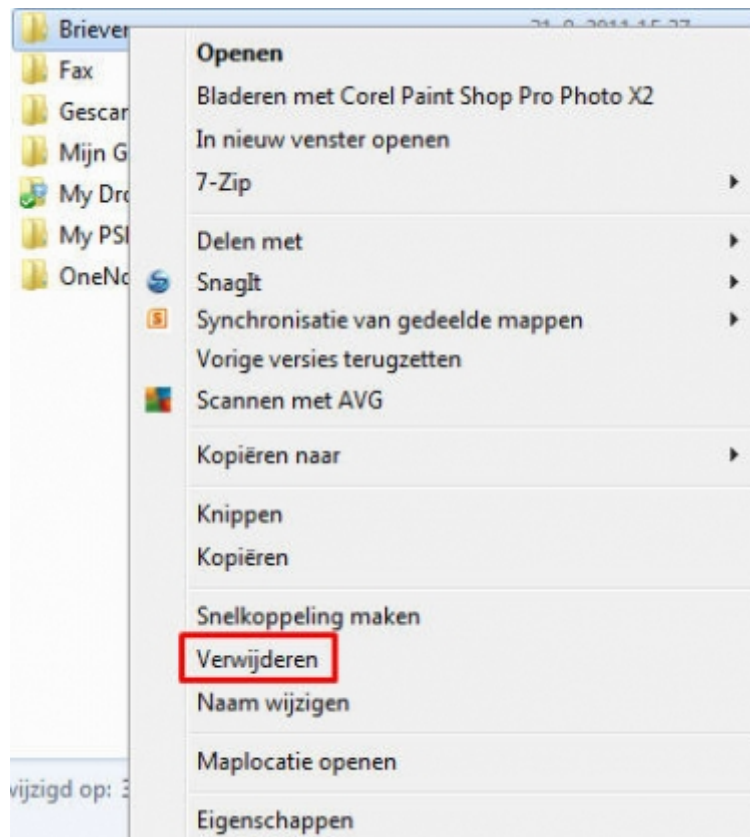 Brieven
Openen
Fax
Bladeren met Corel Paint Shop Pro Photo X2
Gescan
In nieuw venster openen
Mijn G
7-Zip
My Dro
My PSI
Delen met
OneNo
SnagIt
Synchronisatie van gedeelde mappen
Vorige versies terugzetten
Scannen met AVG
Kopiëren naar
Knippen
Kopiëren
Snelkoppeling maken
Verwijderen
Naam wijzigen
Maplocatie openen
vijzigd op:
Eigenschappen